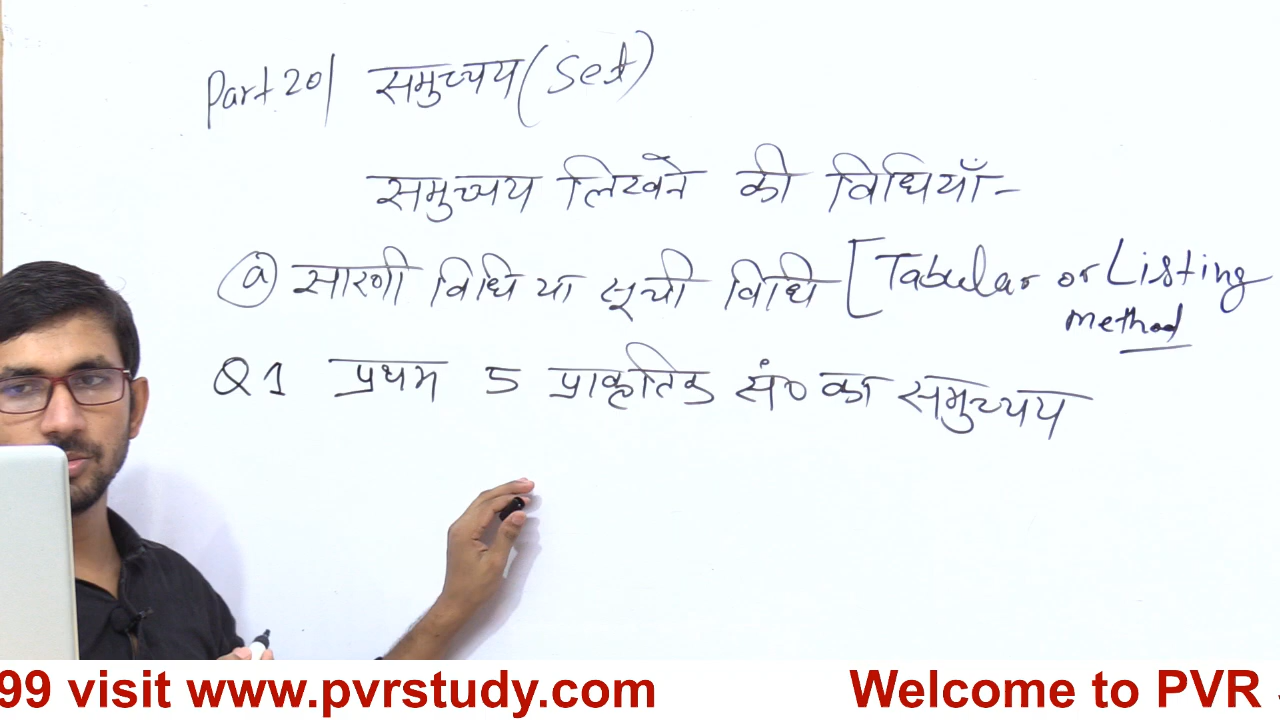 Part 20/ समुच्चय (Set)
समुच्चय लिखने की विधियाँ-
(a) सारणी विधि या सूची विधि [Tabular or Listing
method
Q1 प्रथम 5 प्राकृतिक सं० का समुच्चय
99 visit www.pvrstudy.com Welcome to PVR